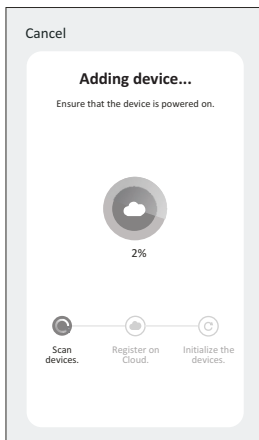 Cancel
Adding device...
Ensure that the device is powered on.
2%
Scan
devices.
Register on
Cloud.
Initialize the
devices.